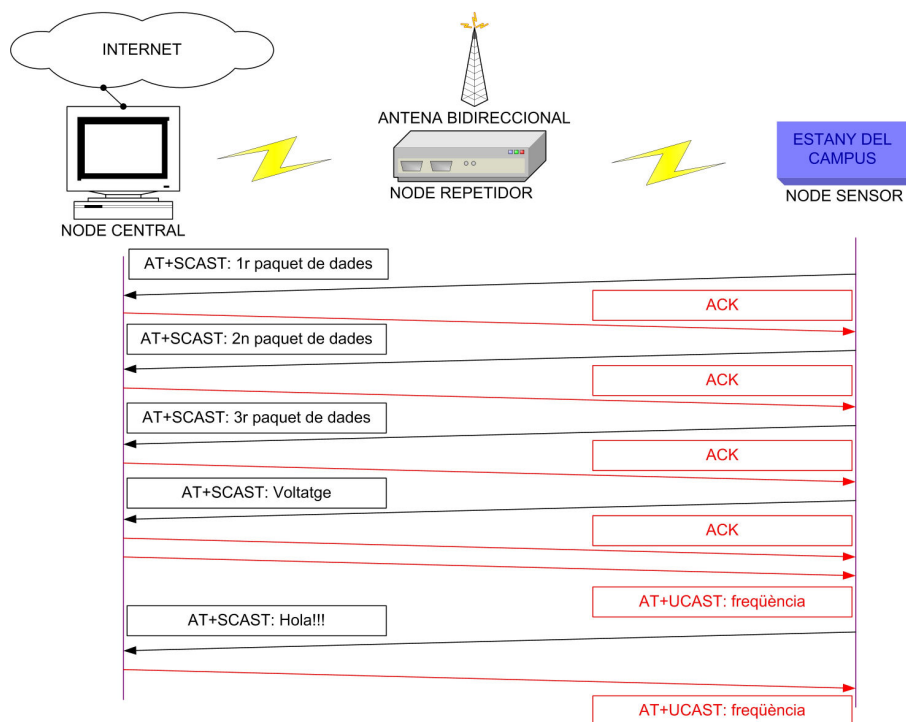 INTERNET
ANTENA BIDIRECCIONAL
ESTANY DEL
CAMPUS
NODE REPETIDOR
NODE SENSOR
NODE CENTRAL
AT+SCAST: 1r paquet de dades
ACK
AT+SCAST: 2n paquet de dades
ACK
AT+SCAST: 3r paquet de dades
ACK
AT+SCAST: Voltatge
ACK
AT+UCAST: freqüència
AT+SCAST: Hola!!!
AT+UCAST: freqüència